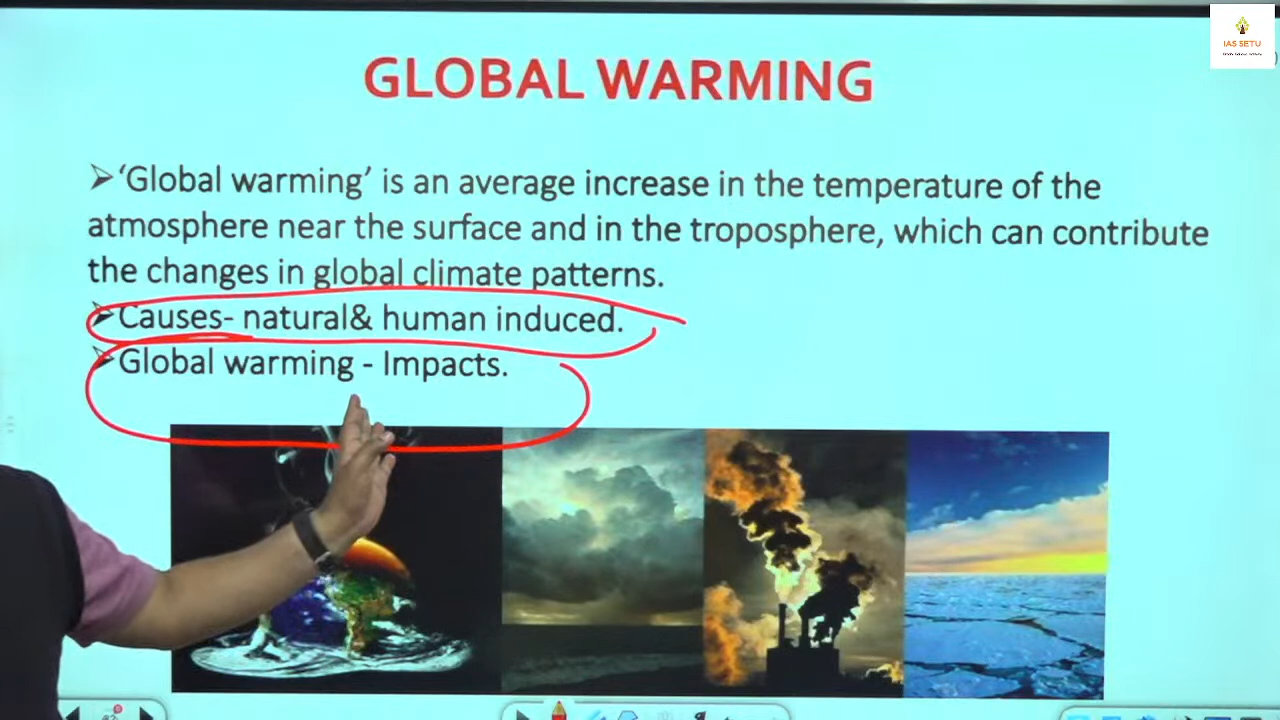 IAS SETU
GLOBAL WARMING
➤'Global warming' is an average increase in the temperature of the
atmosphere near the surface and in the troposphere, which can contribute
the changes in global climate patterns.
➤Causes- natural& human induced.
➤Global warming - Impacts.